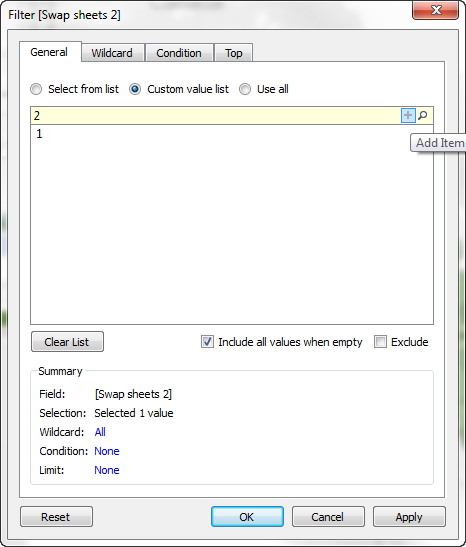 Filter [Swap sheets 2]
General Wildcard Condition Top
Select from list Custom value list Use all
2
Add Item
1
Clear List Include all values when empty Exclude
Summary
Field: [Swap sheets 2]
Selection: Selected 1 value
Wildcard: All
Condition: None
Limit: None
Reset OK Cancel Apply